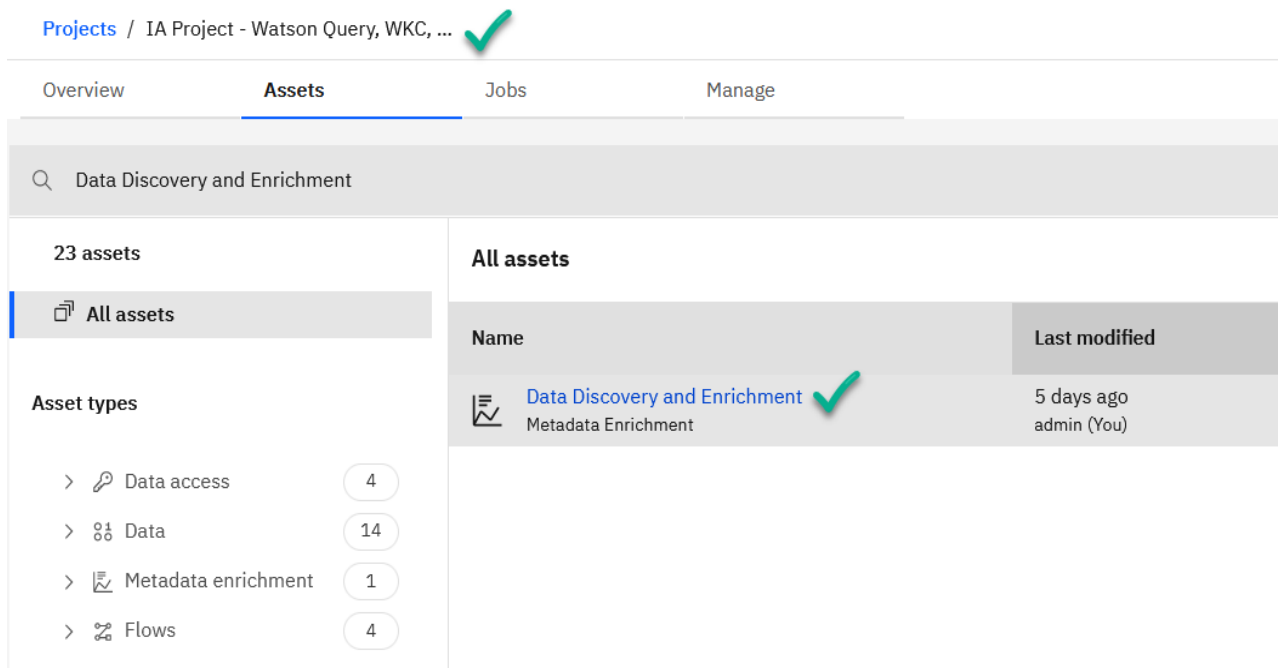 Projects / IA Project - Watson Query, WKC, ...
Overview Assets Jobs Manage
Data Discovery and Enrichment
23 assets
All assets
Asset types
Data access 4
Data 14
Metadata enrichment 1
Flows 4
All assets
Name Last modified
Data Discovery and Enrichment 5 days ago
Metadata Enrichment admin (You)